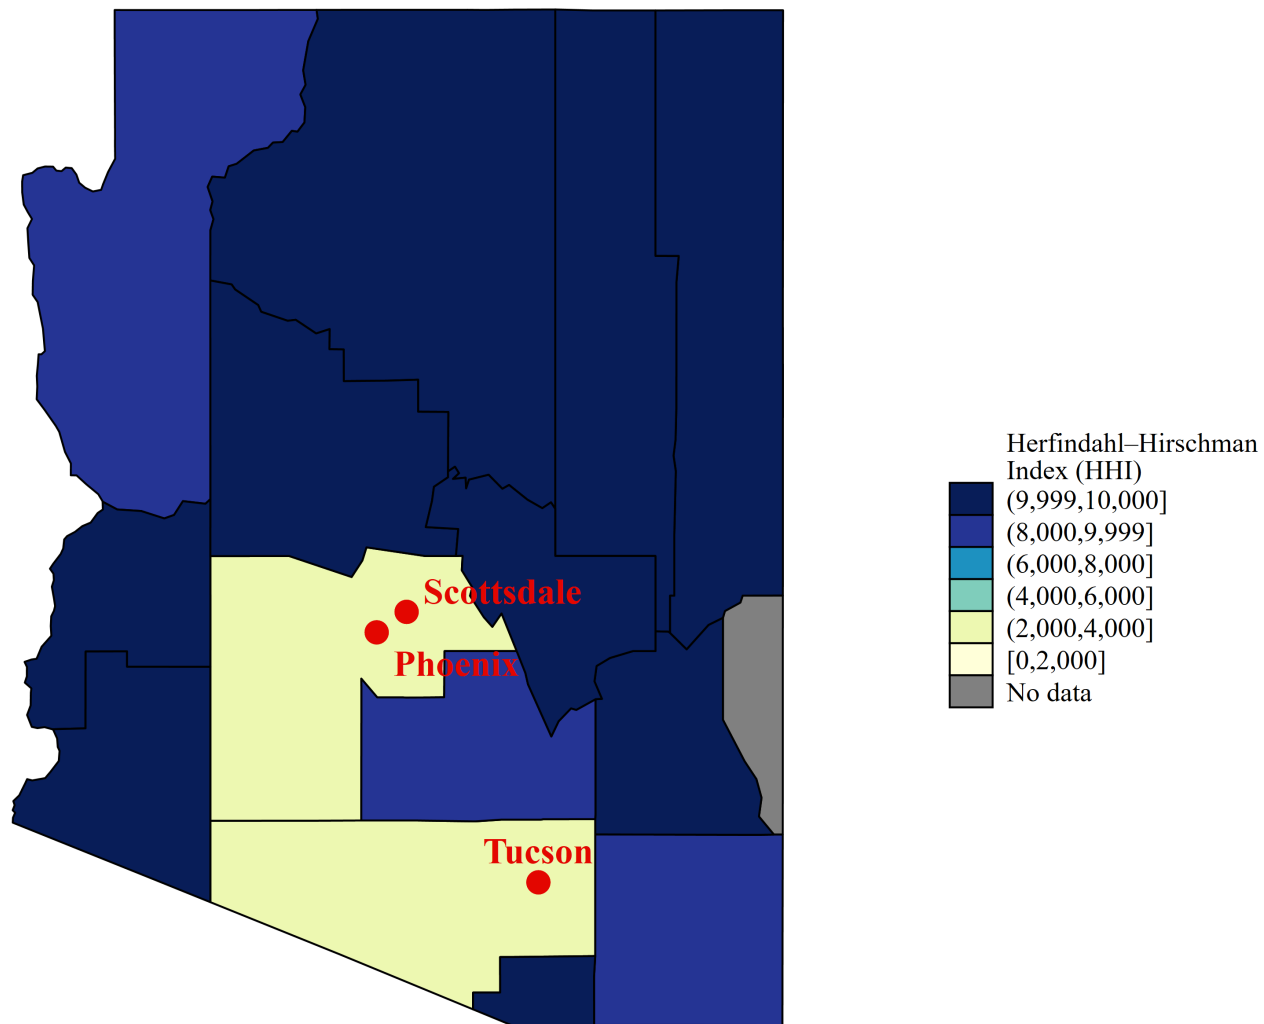 Herfindahl–Hirschman
Index (HHI)
(9,999,10,000]
(8,000,9,999]
(6,000,8,000]
(4,000,6,000]
(2,000,4,000]
[0,2,000]
No data
Scottsdale
Phoenix
Tucson